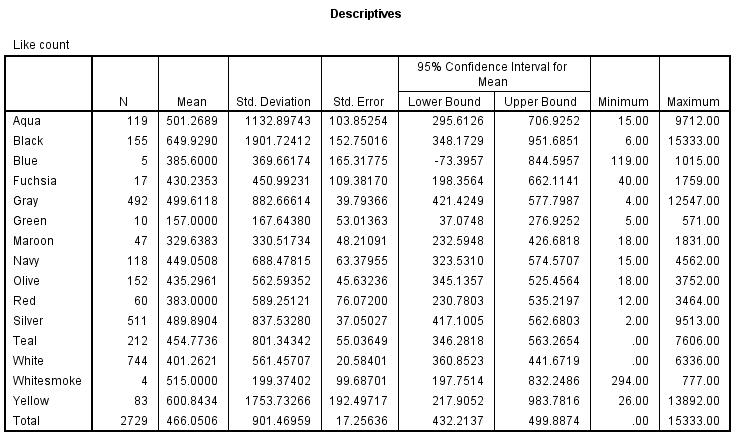 Descriptives
Like count
95% Confidence Interval for Mean
N Mean Std. Deviation Std. Error Lower Bound Upper Bound Minimum Maximum
Aqua 119 501.2689 1132.89743 103.85254 295.6126 706.9252 15.00 9712.00
Black 155 649.9290 1901.72441 152.75016 348.1729 951.6851 6.00 15333.00
Blue 5 385.6000 369.66174 165.31775 -73.3957 844.5957 119.00 1015.00
Fuchsia 17 430.2353 450.99231 109.38170 198.3564 662.1141 40.00 1759.00
Gray 492 499.6118 882.66614 39.79366 421.4249 577.7987 4.00 12547.00
Green 10 157.0000 167.64380 53.01363 37.0748 276.9252 5.00 571.00
Maroon 47 329.6383 330.51734 48.21091 232.5948 426.6818 18.00 1831.00
Navy 118 449.0508 688.47815 63.37955 323.5310 574.5707 15.00 4562.00
Olive 152 435.2961 562.59352 45.63236 345.1357 525.4564 18.00 3752.00
Red 60 383.0000 589.25121 76.07200 230.7803 535.2197 12.00 3464.00
Silver 511 489.8904 837.53280 37.05027 417.1005 562.6803 2.00 9513.00
Teal 212 454.7736 801.34342 55.03649 346.2818 563.2654 .00 7606.00
White 744 401.2621 561.45707 20.58401 360.8523 441.6719 .00 6336.00
Whitesmoke 4 515.0000 199.37402 99.68701 197.7514 832.2486 294.00 777.00
Yellow 83 600.8434 1753.73266 192.49717 217.9052 983.7816 26.00 13892.00
Total 2729 466.0506 901.46959 17.25636 432.2137 499.8874 .00 15333.00